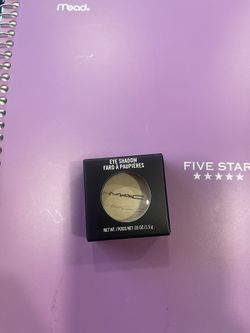 Mead
EYE SHADOW
FARD À PAUPIÈRES
FIVE STAR
★★★★★
MAC
NET WT. / POIDS NET .05 OZ / 1.5 g